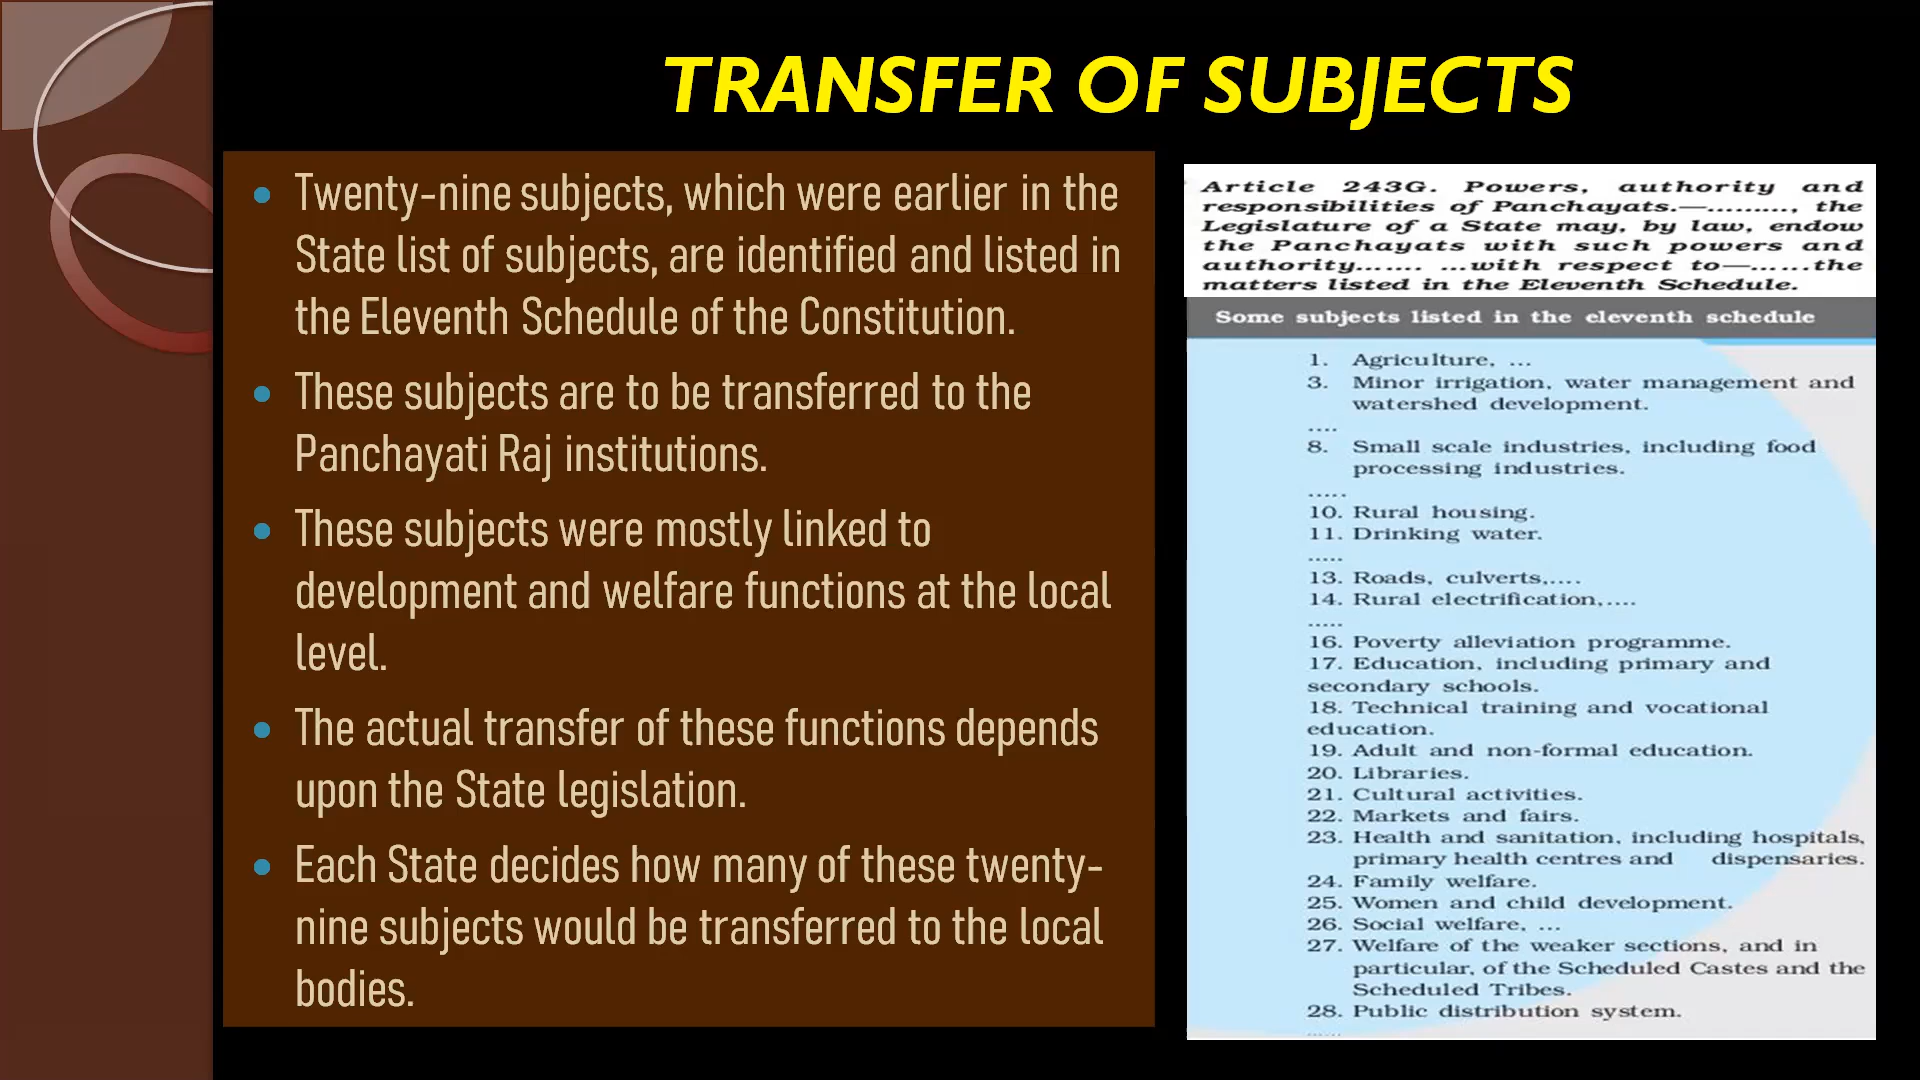 TRANSFER OF SUBJECTS
• Twenty-nine subjects, which were earlier in the
State list of subjects, are identified and listed in
the Eleventh Schedule of the Constitution.
• These subjects are to be transferred to the
Panchayati Raj institutions.
• These subjects were mostly linked to
development and welfare functions at the local
level.
• The actual transfer of these functions depends
upon the State legislation.
• Each State decides how many of these twenty-
nine subjects would be transferred to the local
bodies.
Article 243G. Powers, authority and
responsibilities of Panchayats.—........., the
Legislature of a State may, by law, endow
the Panchayats with such powers and
authority....... ...with respect to—......the
matters listed in the Eleventh Schedule.
Some subjects listed in the eleventh schedule
1. Agriculture, ...
3. Minor irrigation, water management and
watershed development.
....
8. Small scale industries, including food
processing industries.
.....
10. Rural housing.
11. Drinking water.
.....
13. Roads, culverts,....
14. Rural electrification,....
.....
16. Poverty alleviation programme.
17. Education, including primary and
secondary schools.
18. Technical training and vocational
education.
19. Adult and non-formal education.
20. Libraries.
21. Cultural activities.
22. Markets and fairs.
23. Health and sanitation, including hospitals,
primary health centres and dispensaries.
24. Family welfare.
25. Women and child development.
26. Social welfare, ...
27. Welfare of the weaker sections, and in
particular, of the Scheduled Castes and the
Scheduled Tribes.
28. Public distribution system.
......